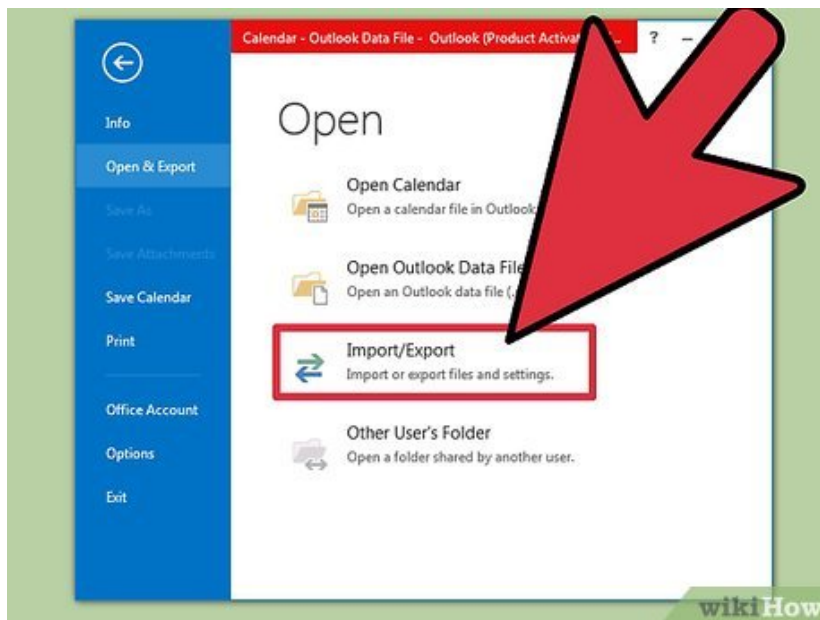 Calendar - Outlook Data File - Outlook (Product
?
Info
Open
Open & Export
Open Calendar
Open a calendar file in Outlook
Save As
Save Attachments
Open Outlook Data File
Open an Outlook data file (.
Save Calendar
Print
Import/Export
Import or export files and settings.
Office Account
Other User's Folder
Open a folder shared by another user.
Options
Exit
wikiHow